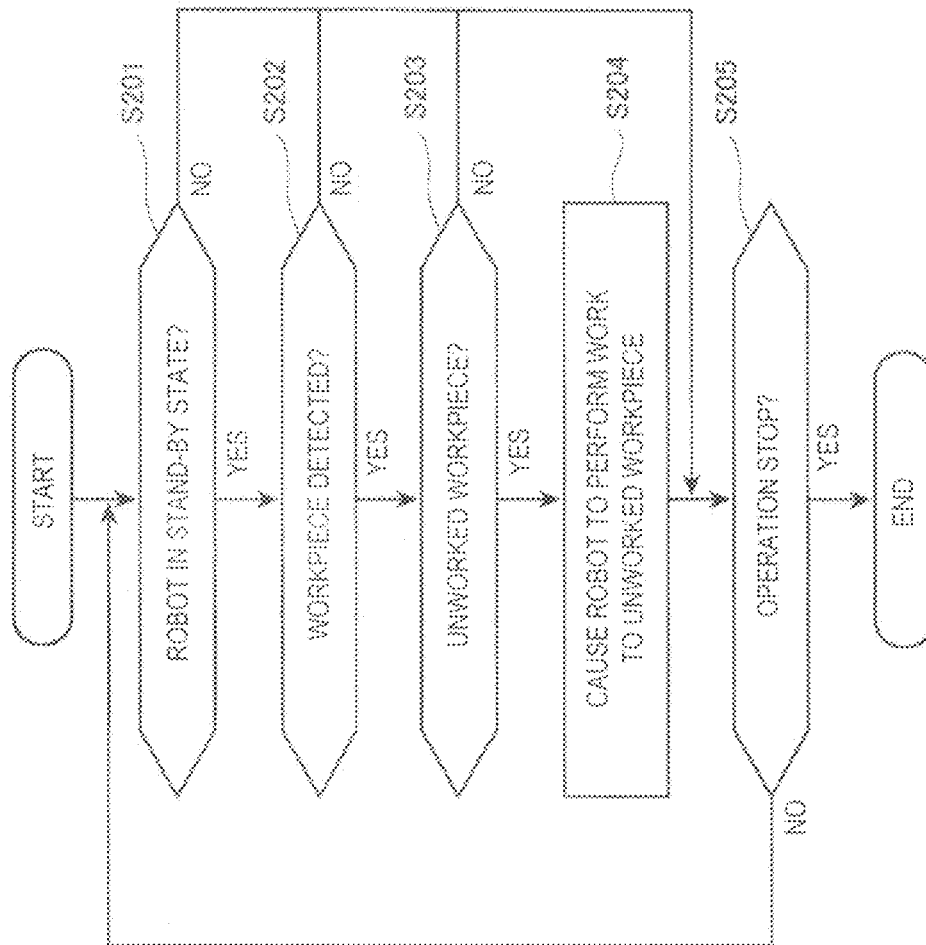 START
ROBOT IN STAND-BY STATE?
S201
NO
YES
WORKPIECE DETECTED?
S202
NO
YES
UNWORKED WORKPIECE?
S203
NO
YES
CAUSE ROBOT TO PERFORM WORK
TO UNWORKED WORKPIECE
S204
OPERATION STOP?
S205
NO
YES
END